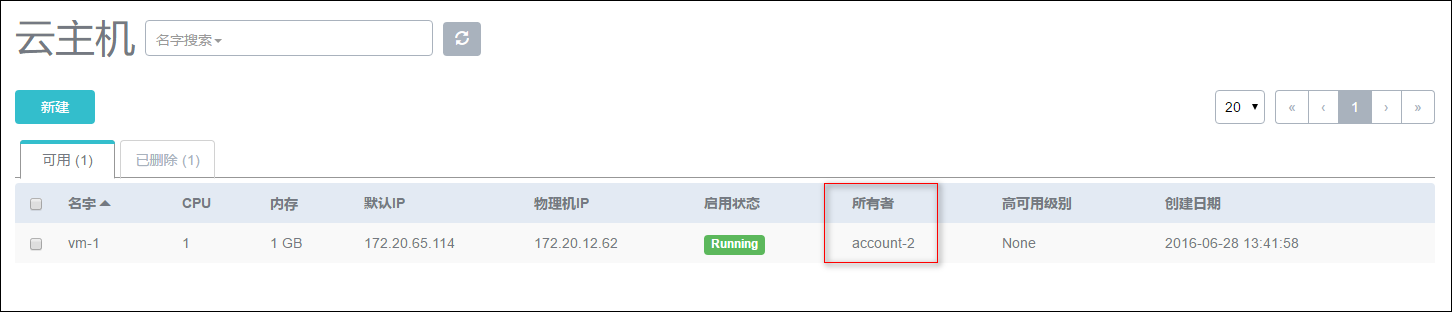 云主机 名字搜索
新建 20 « ‹ 1 › »
可用 (1) 已删除 (1)
名字 CPU 内存 默认IP 物理机IP 启用状态 所有者 高可用级别 创建日期
vm-1 1 1 GB 172.20.65.114 172.20.12.62 Running account-2 None 2016-06-28 13:41:58